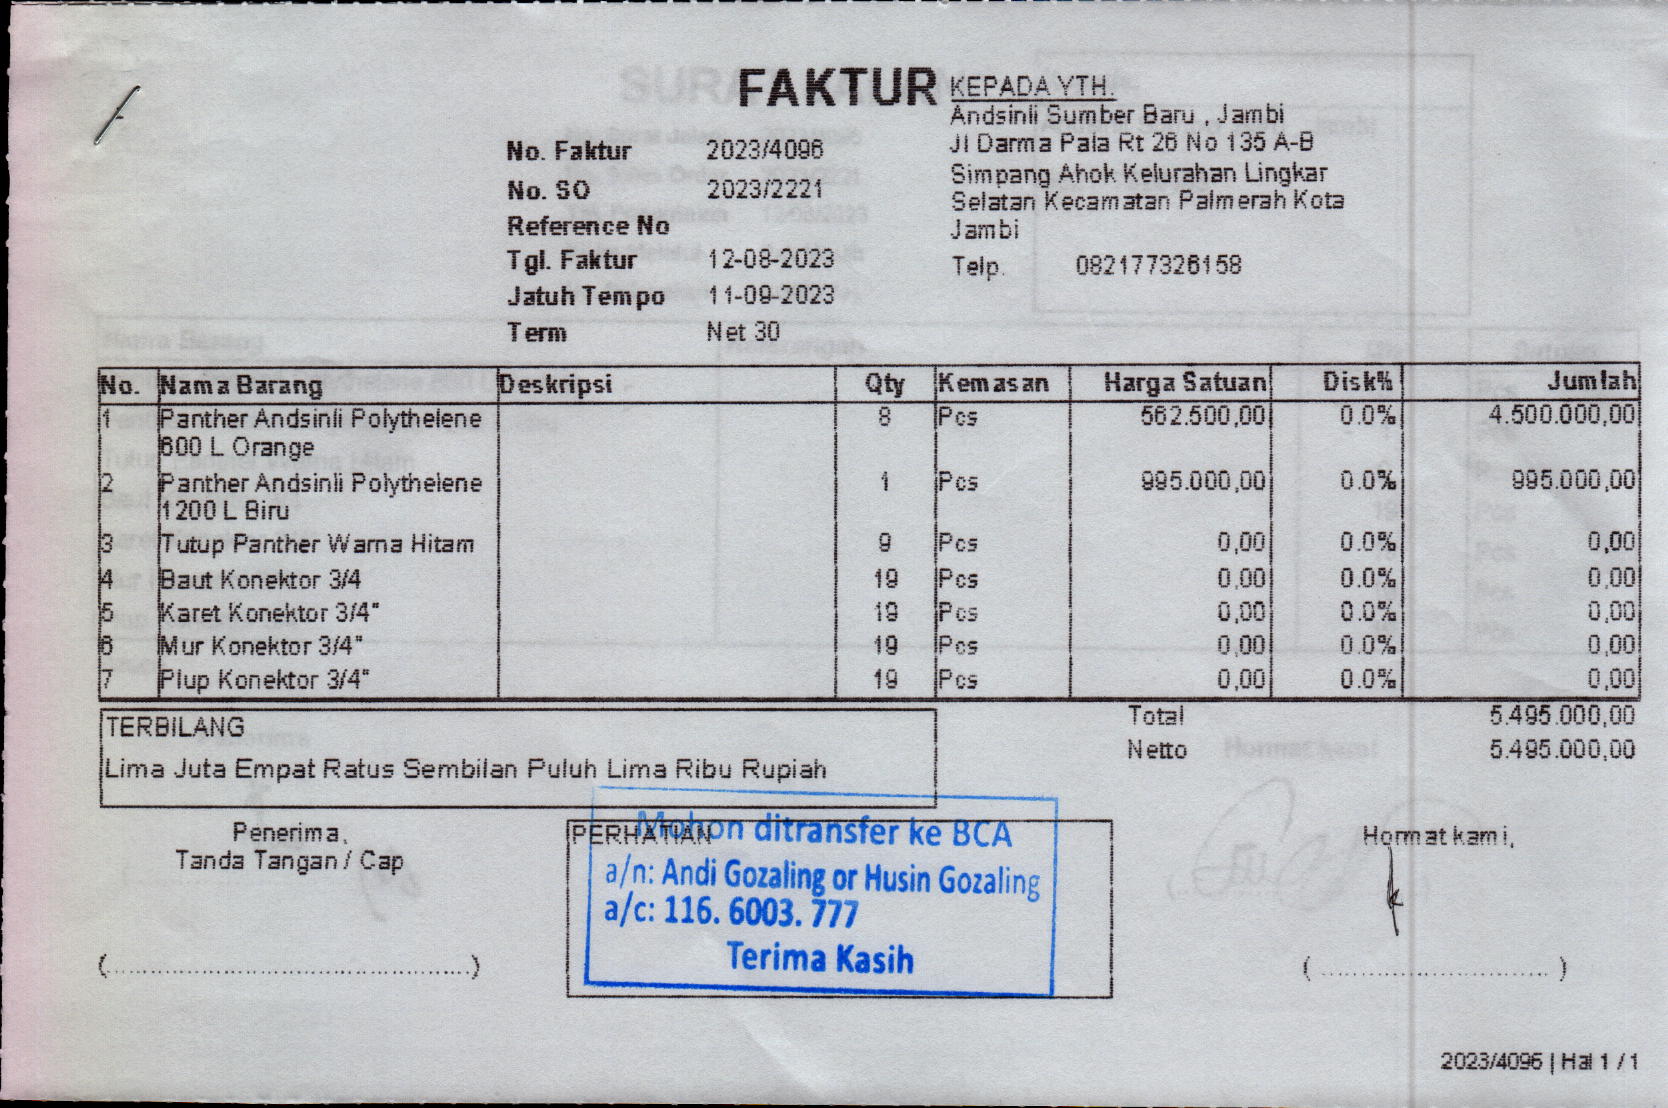 FAKTUR
No. Faktur 2023/4096
No. SO 2023/2221
Reference No
Tgl. Faktur 12-08-2023
Jatuh Tempo 11-09-2023
Term Net 30
KEPADA YTH.
Andsinli Sumber Baru , Jambi
Jl Darma Pala Rt 26 No 135 A-B
Simpang Ahok Kelurahan Lingkar
Selatan Kecamatan Palmerah Kota
Jambi
Telp. 082177326158
No. Nama Barang Deskripsi Qty Kemasan Harga Satuan Disk% Jumlah
1 Panther Andsinli Polythelene 8 Pcs 562.500,00 0.0% 4.500.000,00
600 L Orange
2 Panther Andsinli Polythelene 1 Pcs 995.000,00 0.0% 995.000,00
1200 L Biru
3 Tutup Panther Warna Hitam 9 Pcs 0,00 0.0% 0,00
4 Baut Konektor 3/4 19 Pcs 0,00 0.0% 0,00
5 Karet Konektor 3/4" 19 Pcs 0,00 0.0% 0,00
6 Mur Konektor 3/4" 19 Pcs 0,00 0.0% 0,00
7 Plup Konektor 3/4" 19 Pcs 0,00 0.0% 0,00
TERBILANG
Lima Juta Empat Ratus Sembilan Puluh Lima Ribu Rupiah
Total 5.495.000,00
Netto 5.495.000,00
Penerima,
Tanda Tangan / Cap
(..........................................)
PERHATIAN
Mohon ditransfer ke BCA
a/n: Andi Gozaling or Husin Gozaling
a/c: 116. 6003. 777
Terima Kasih
Hormat kami,
( .......................... )
2023/4096 | Hal 1 / 1